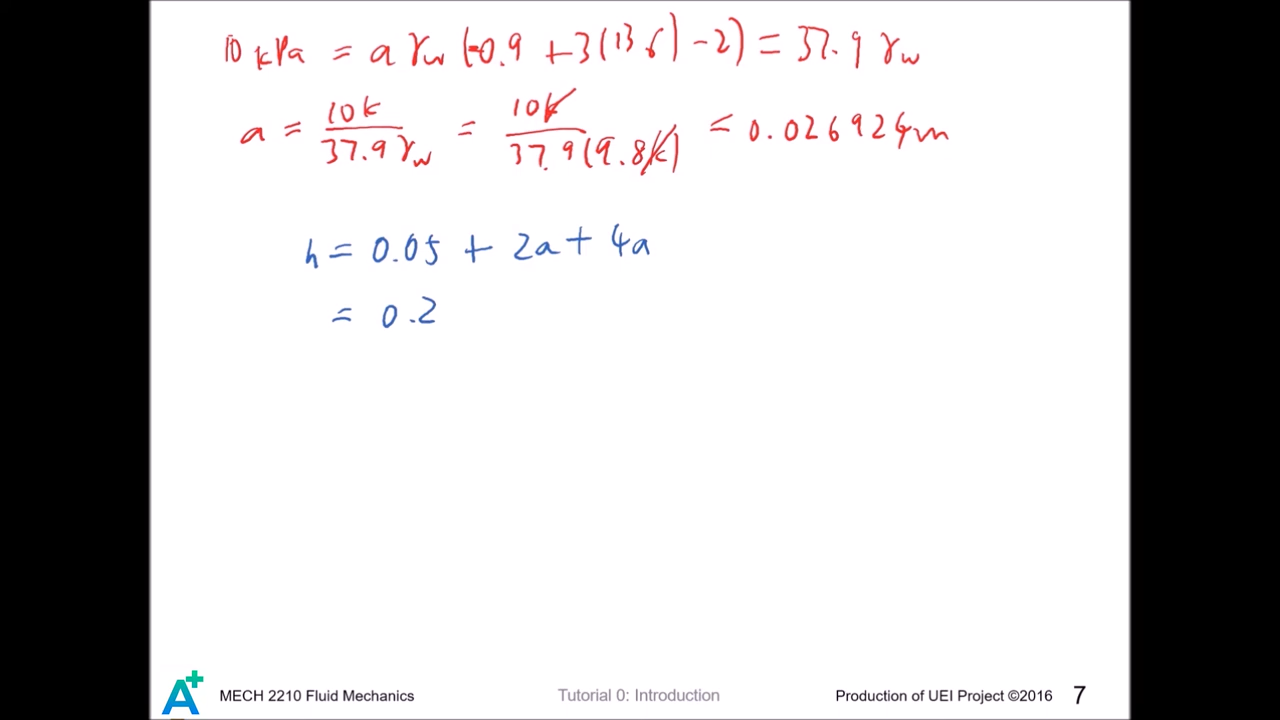 10 kPa = a γw (-0.9 + 3(13.6) - 2) = 37.9 γw
a = 10k / 37.9 γw = 10k / 37.9(9.8k) = 0.026924m
h = 0.05 + 2a + 4a
= 0.2
A+ MECH 2210 Fluid Mechanics Tutorial 0: Introduction Production of UEI Project ©2016 7